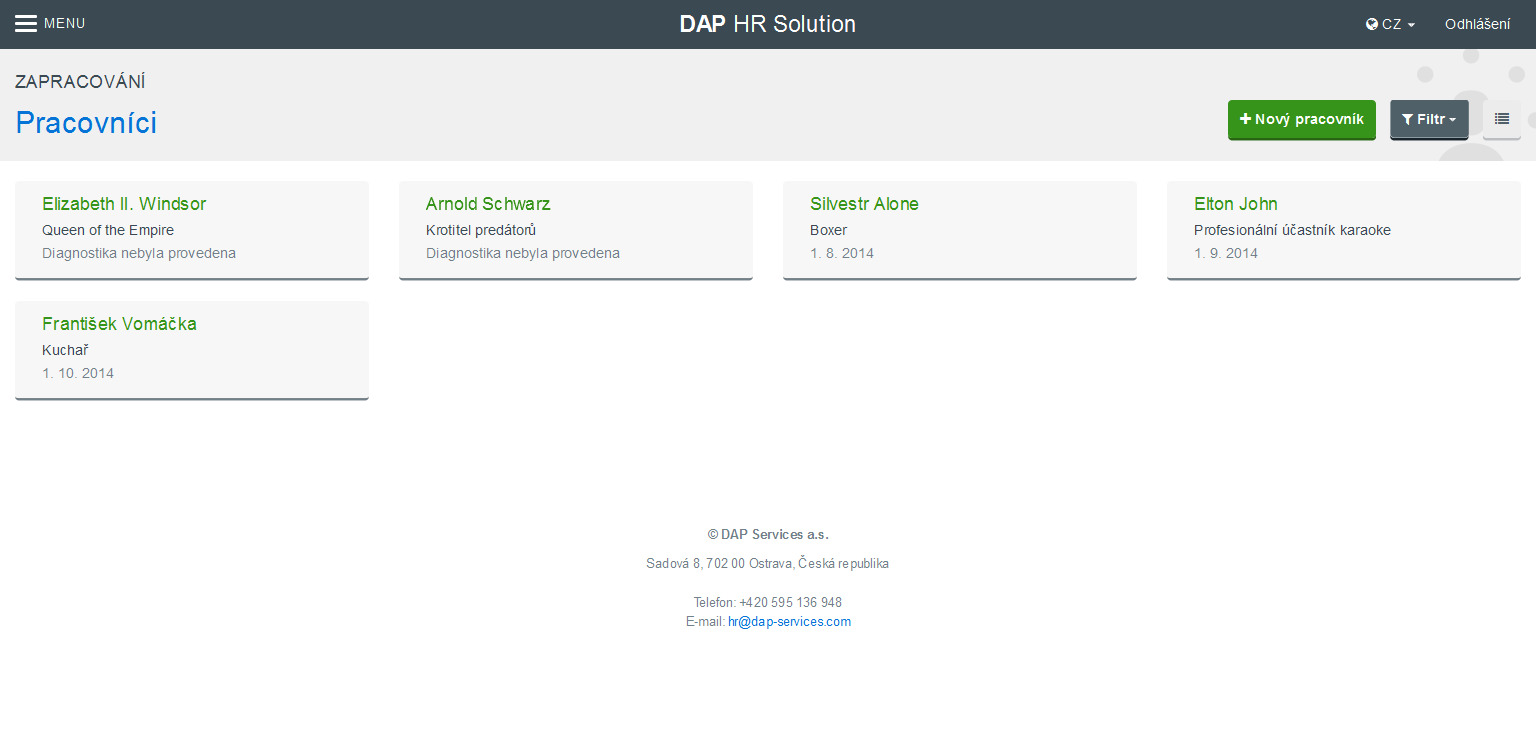 MENU
DAP HR Solution
CZ
Odhlášení
ZAPRACOVÁNÍ
Pracovníci
Nový pracovník
Filtr
Elizabeth II. Windsor
Queen of the Empire
Diagnostika nebyla provedena
Arnold Schwarz
Krotitel predátorů
Diagnostika nebyla provedena
Silvestr Alone
Boxer
1. 8. 2014
Elton John
Profesionální účastník karaoke
1. 9. 2014
František Vomáčka
Kuchař
1. 10. 2014
© DAP Services a.s.
Sadová 8, 702 00 Ostrava, Česká republika
Telefon: +420 595 136 948
E-mail: hr@dap-services.com